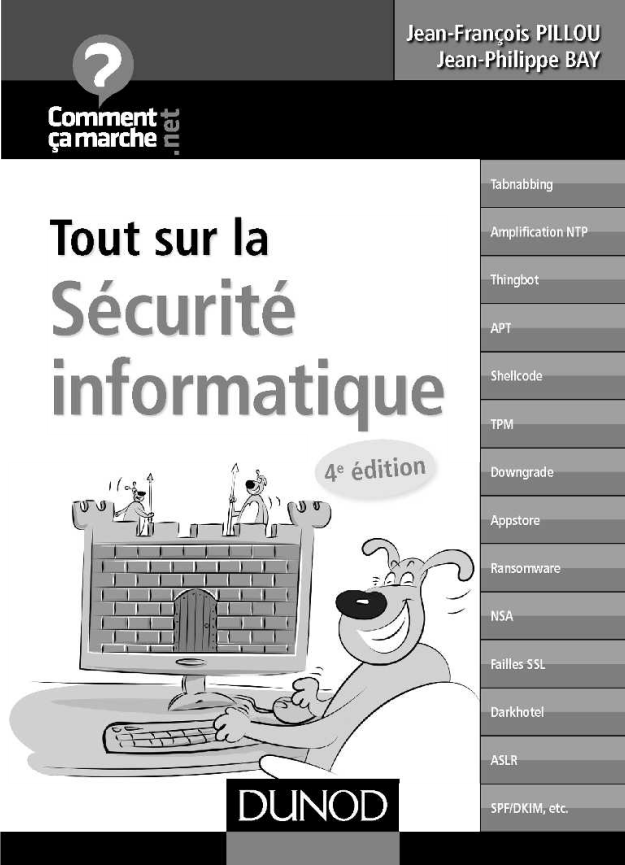 Jean-François PILLOU
Jean-Philippe BAY
?
Comment
ça marche
.net
Tout sur la
Sécurité
informatique
4e édition
Tabnabbing
Amplification NTP
Thingbot
APT
Shellcode
TPM
Downgrade
Appstore
Ransomware
NSA
Failles SSL
Darkhotel
ASLR
SPF/DKIM, etc.
DUNOD